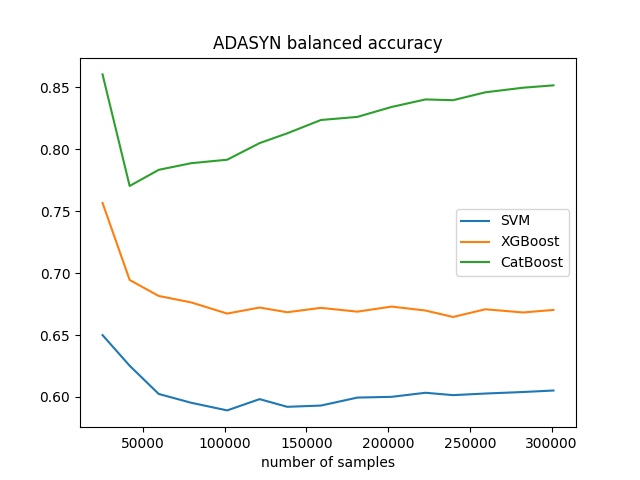 ADASYN balanced accuracy
0.85
0.80
0.75
0.70
0.65
0.60
SVM
XGBoost
CatBoost
50000 100000 150000 200000 250000 300000
number of samples